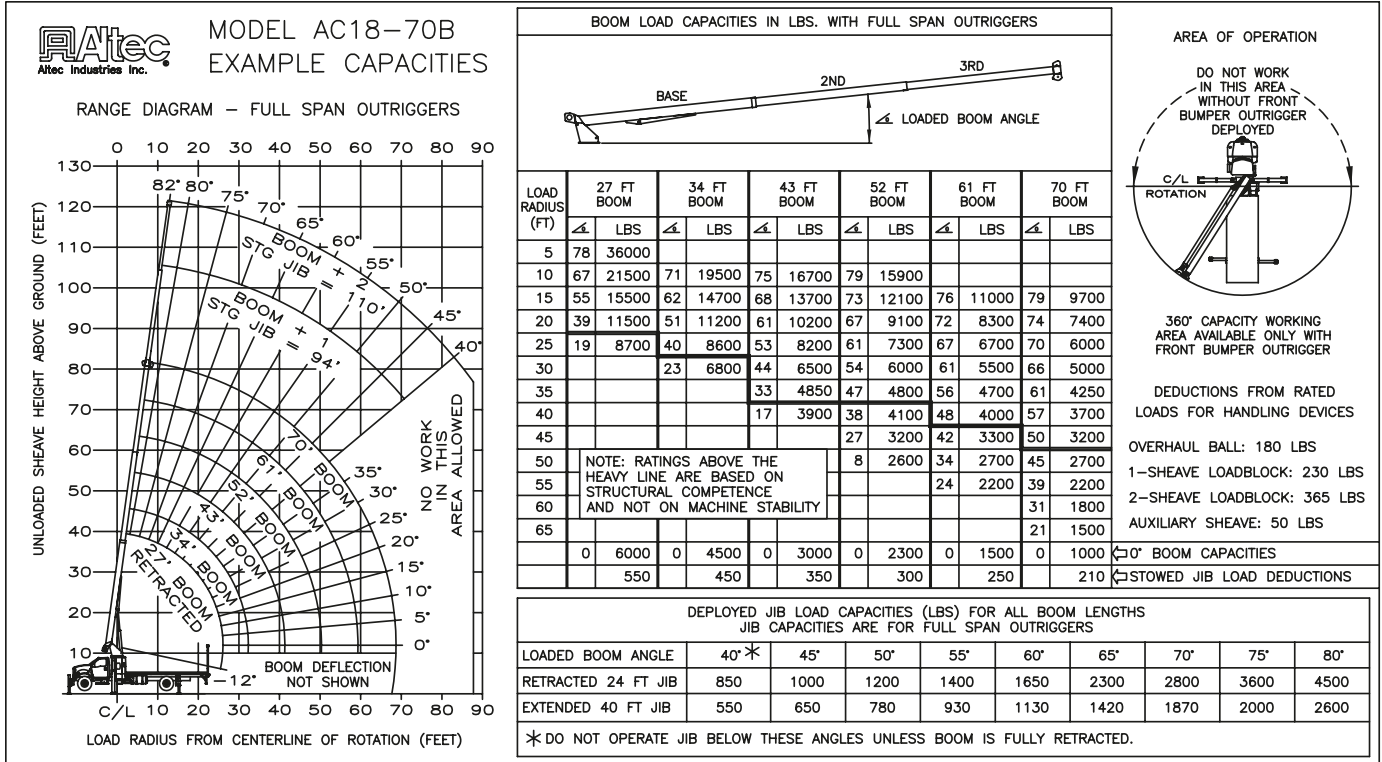 Altec
Altec Industries Inc.
MODEL AC18-70B
EXAMPLE CAPACITIES
RANGE DIAGRAM - FULL SPAN OUTRIGGERS
0 10 20 30 40 50 60 70 80 90
130
120
110
100
90
80
70
60
50
40
30
20
10
UNLOADED SHEAVE HEIGHT ABOVE GROUND (FEET)
82° 80° 75° 70° 65° 60° 55° 50° 45° 40°
BOOM + 2
STG JIB = 110'
BOOM + 1
STG JIB = 94'
70' BOOM
61' BOOM
52' BOOM
43' BOOM
34' BOOM
27' BOOM
RETRACTED
NO WORK
IN THIS
AREA ALLOWED
35°
30°
25°
20°
15°
10°
5°
0°
-12°
BOOM DEFLECTION
NOT SHOWN
C/L 10 20 30 40 50 60 70 80 90
LOAD RADIUS FROM CENTERLINE OF ROTATION (FEET)
BOOM LOAD CAPACITIES IN LBS. WITH FULL SPAN OUTRIGGERS
BASE 2ND 3RD
LOADED BOOM ANGLE
LOAD RADIUS (FT) 27 FT BOOM 34 FT BOOM 43 FT BOOM 52 FT BOOM 61 FT BOOM 70 FT BOOM
LBS LBS LBS LBS LBS LBS
5 78 36000
10 67 21500 71 19500 75 16700 79 15900
15 55 15500 62 14700 68 13700 73 12100 76 11000 79 9700
20 39 11500 51 11200 61 10200 67 9100 72 8300 74 7400
25 19 8700 40 8600 53 8200 61 7300 67 6700 70 6000
30 23 6800 44 6500 54 6000 61 5500 66 5000
35 33 4850 47 4800 56 4700 61 4250
40 17 3900 38 4100 48 4000 57 3700
45 27 3200 42 3300 50 3200
50 8 2600 34 2700 45 2700
55 24 2200 39 2200
60 31 1800
65 21 1500
NOTE: RATINGS ABOVE THE
HEAVY LINE ARE BASED ON
STRUCTURAL COMPETENCE
AND NOT ON MACHINE STABILITY
0 6000 0 4500 0 3000 0 2300 0 1500 0 1000 ⇦0° BOOM CAPACITIES
550 450 350 300 250 210 ⇦STOWED JIB LOAD DEDUCTIONS
AREA OF OPERATION
DO NOT WORK
IN THIS AREA
WITHOUT FRONT
BUMPER OUTRIGGER
DEPLOYED
C/L
ROTATION
360° CAPACITY WORKING
AREA AVAILABLE ONLY WITH
FRONT BUMPER OUTRIGGER
DEDUCTIONS FROM RATED
LOADS FOR HANDLING DEVICES
OVERHAUL BALL: 180 LBS
1-SHEAVE LOADBLOCK: 230 LBS
2-SHEAVE LOADBLOCK: 365 LBS
AUXILIARY SHEAVE: 50 LBS
DEPLOYED JIB LOAD CAPACITIES (LBS) FOR ALL BOOM LENGTHS
JIB CAPACITIES ARE FOR FULL SPAN OUTRIGGERS
LOADED BOOM ANGLE 40°* 45° 50° 55° 60° 65° 70° 75° 80°
RETRACTED 24 FT JIB 850 1000 1200 1400 1650 2300 2800 3600 4500
EXTENDED 40 FT JIB 550 650 780 930 1130 1420 1870 2000 2600
* DO NOT OPERATE JIB BELOW THESE ANGLES UNLESS BOOM IS FULLY RETRACTED.